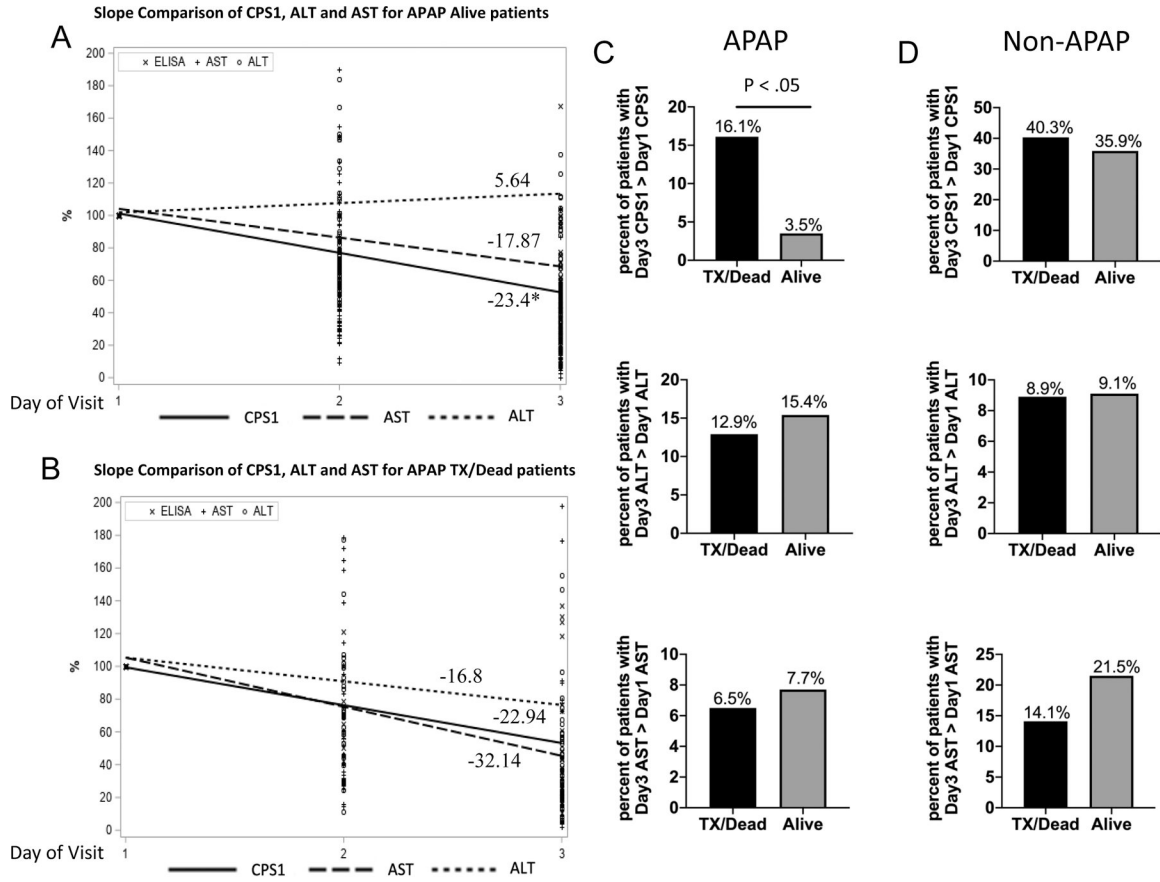 Slope Comparison of CPS1, ALT and AST for APAP Alive patients
A
× ELISA + AST o ALT
200
180
160
140
120
100
80
60
40
20
0
%
5.64
-17.87
-23.4*
Day of Visit
1
2
3
CPS1 AST ALT
B
Slope Comparison of CPS1, ALT and AST for APAP TX/Dead patients
× ELISA + AST o ALT
200
180
160
140
120
100
80
60
40
20
0
%
-16.8
-22.94
-32.14
Day of Visit
1
2
3
CPS1 AST ALT
C
APAP
percent of patients with
Day3 CPS1 > Day1 CPS1
20
15
10
5
0
P < .05
16.1%
3.5%
TX/Dead Alive
percent of patients with
Day3 ALT > Day1 ALT
20
15
10
5
0
12.9%
15.4%
TX/Dead Alive
percent of patients with
Day3 AST > Day1 AST
10
8
6
4
2
0
6.5%
7.7%
TX/Dead Alive
D
Non-APAP
percent of patients with
Day3 CPS1 > Day1 CPS1
50
40
30
20
10
0
40.3%
35.9%
TX/Dead Alive
percent of patients with
Day3 ALT > Day1 ALT
10
8
6
4
2
0
8.9%
9.1%
TX/Dead Alive
percent of patients with
Day3 AST > Day1 AST
25
20
15
10
5
0
14.1%
21.5%
TX/Dead Alive